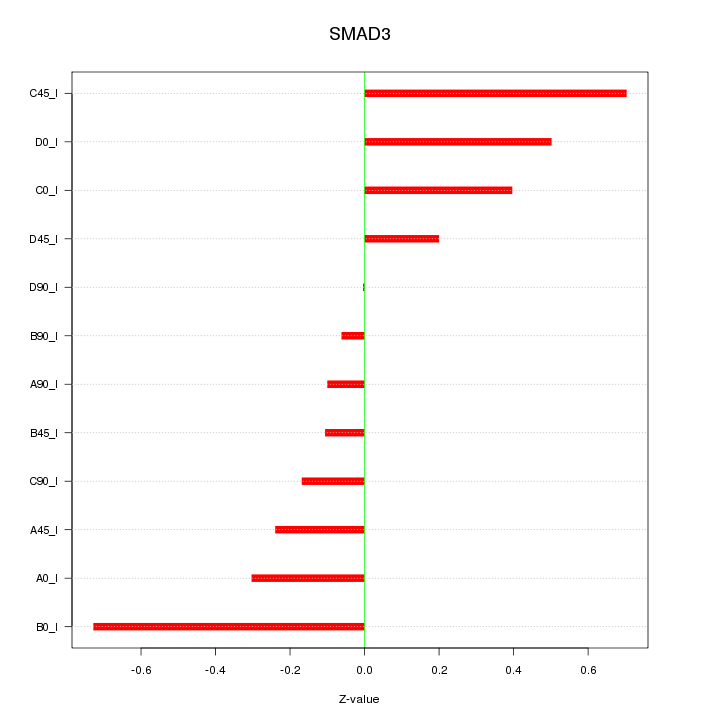 SMAD3
C45_I
D0_I
C0_I
D45_I
D90_I
B90_I
A90_I
B45_I
C90_I
A45_I
A0_I
B0_I
-0.6 -0.4 -0.2 0.0 0.2 0.4 0.6
Z-value